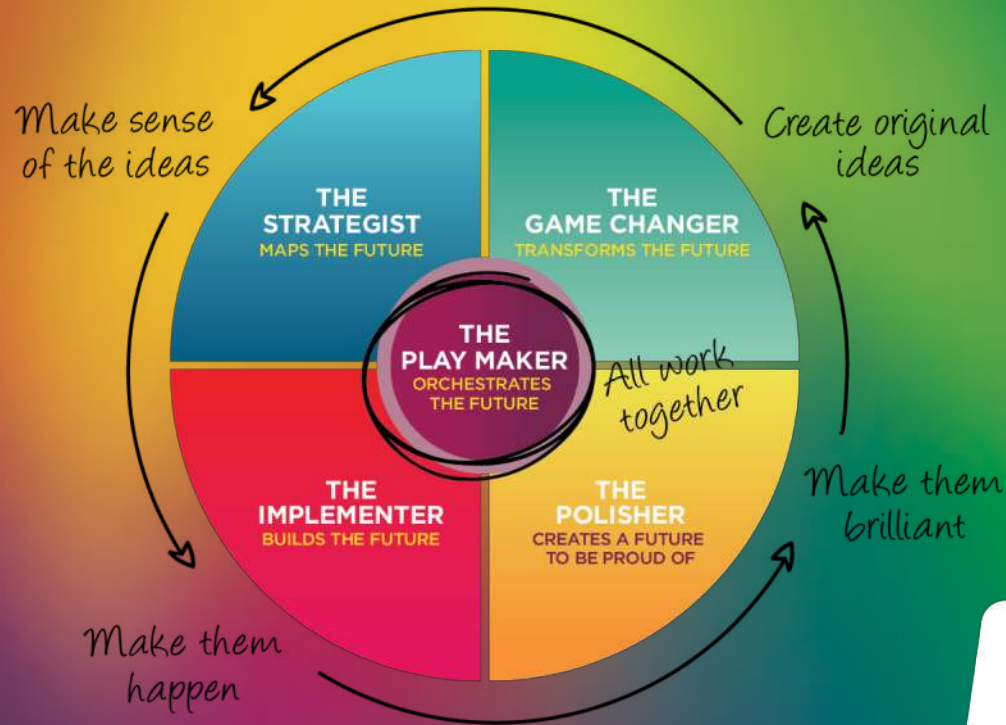 Make sense
of the ideas
Create original
ideas
THE
STRATEGIST
MAPS THE FUTURE
THE
GAME CHANGER
TRANSFORMS THE FUTURE
THE
PLAY MAKER
ORCHESTRATES
THE FUTURE
All work
together
THE
IMPLEMENTER
BUILDS THE FUTURE
THE
POLISHER
CREATES A FUTURE
TO BE PROUD OF
Make them
brilliant
Make them
happen